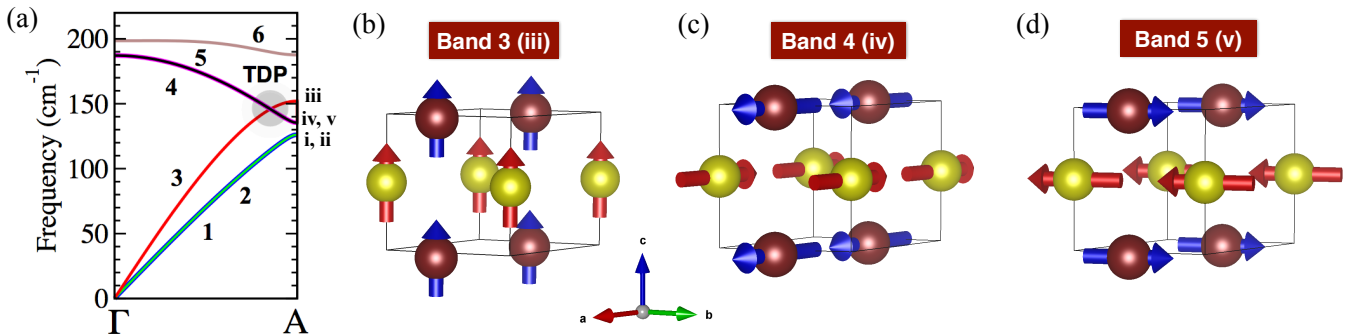 (a)
Frequency (cm⁻¹)
200
150
100
50
0
Γ
A
6
5
4
TDP
3
2
1
iii
iv, v
i, ii
(b)
Band 3 (iii)
(c)
Band 4 (iv)
(d)
Band 5 (v)
c
a
b